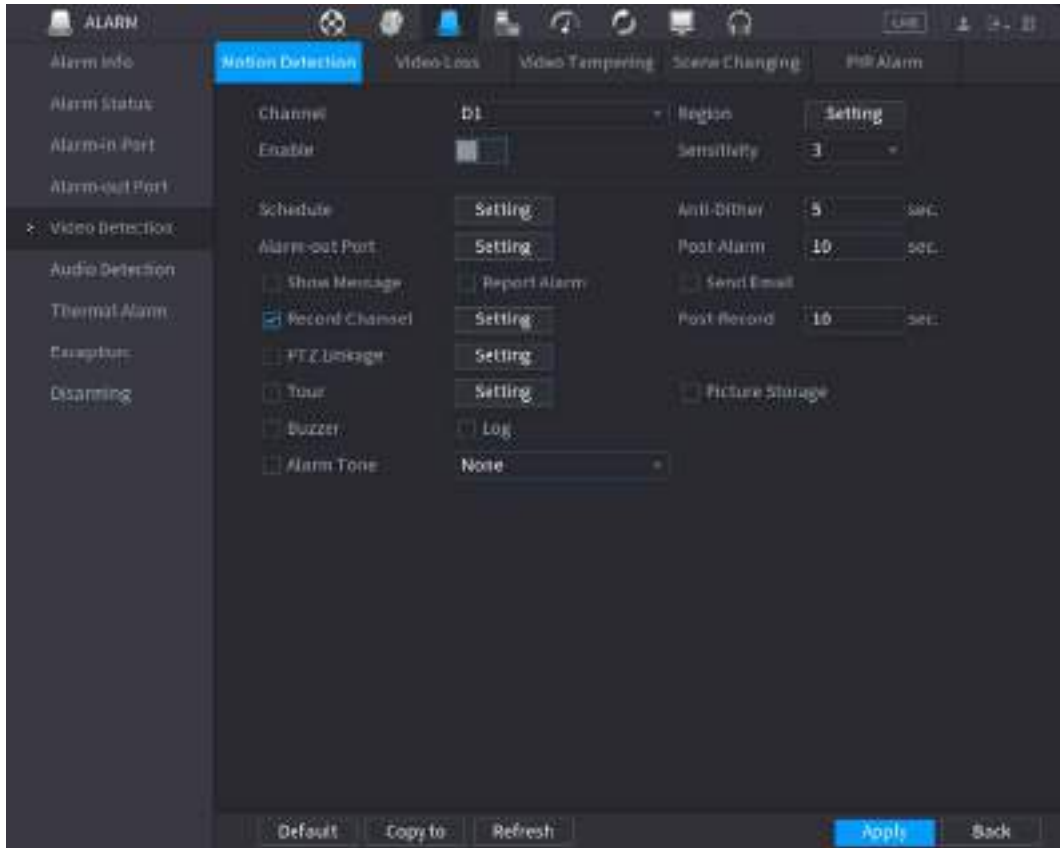 ALARM LIVE
Alarm Info
Alarm Status
Alarm-in Port
Alarm-out Port
Video Detection
Audio Detection
Thermal Alarm
Exception
Disarming
Motion Detection Video Loss Video Tampering Scene Changing PIR Alarm
Channel D1 Region Setting
Enable Sensitivity 3
Schedule Setting Anti-Dither 5 sec.
Alarm-out Port Setting Post-Alarm 10 sec.
Show Message Report Alarm Send Email
Record Channel Setting Post-Record 10 sec.
PTZ Linkage Setting
Tour Setting Picture Storage
Buzzer Log
Alarm Tone None
Default Copy to Refresh Apply Back